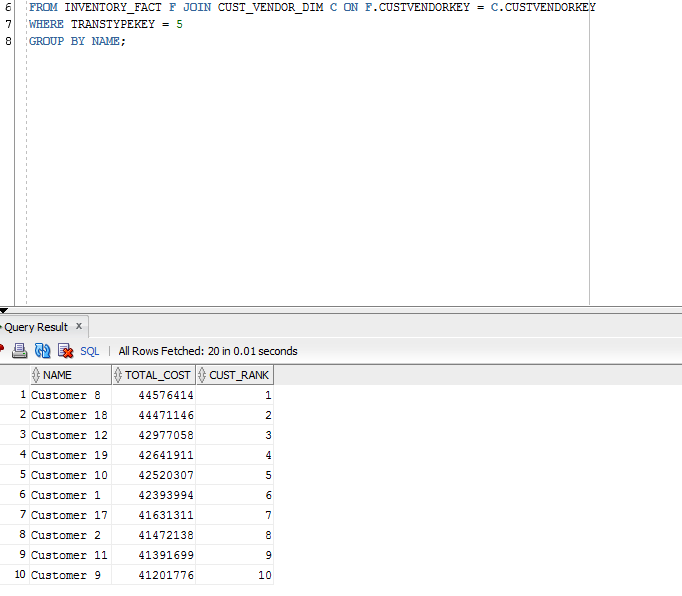 6 FROM INVENTORY_FACT F JOIN CUST_VENDOR_DIM C ON F.CUSTVENDORKEY = C.CUSTVENDORKEY
7 WHERE TRANSTYPEKEY = 5
8 GROUP BY NAME;
Query Result x
SQL | All Rows Fetched: 20 in 0.01 seconds
NAME TOTAL_COST CUST_RANK
1 Customer 8 44576414 1
2 Customer 18 44471146 2
3 Customer 12 42977058 3
4 Customer 19 42641911 4
5 Customer 10 42520307 5
6 Customer 1 42393994 6
7 Customer 17 41631311 7
8 Customer 2 41472138 8
9 Customer 11 41391699 9
10 Customer 9 41201776 10